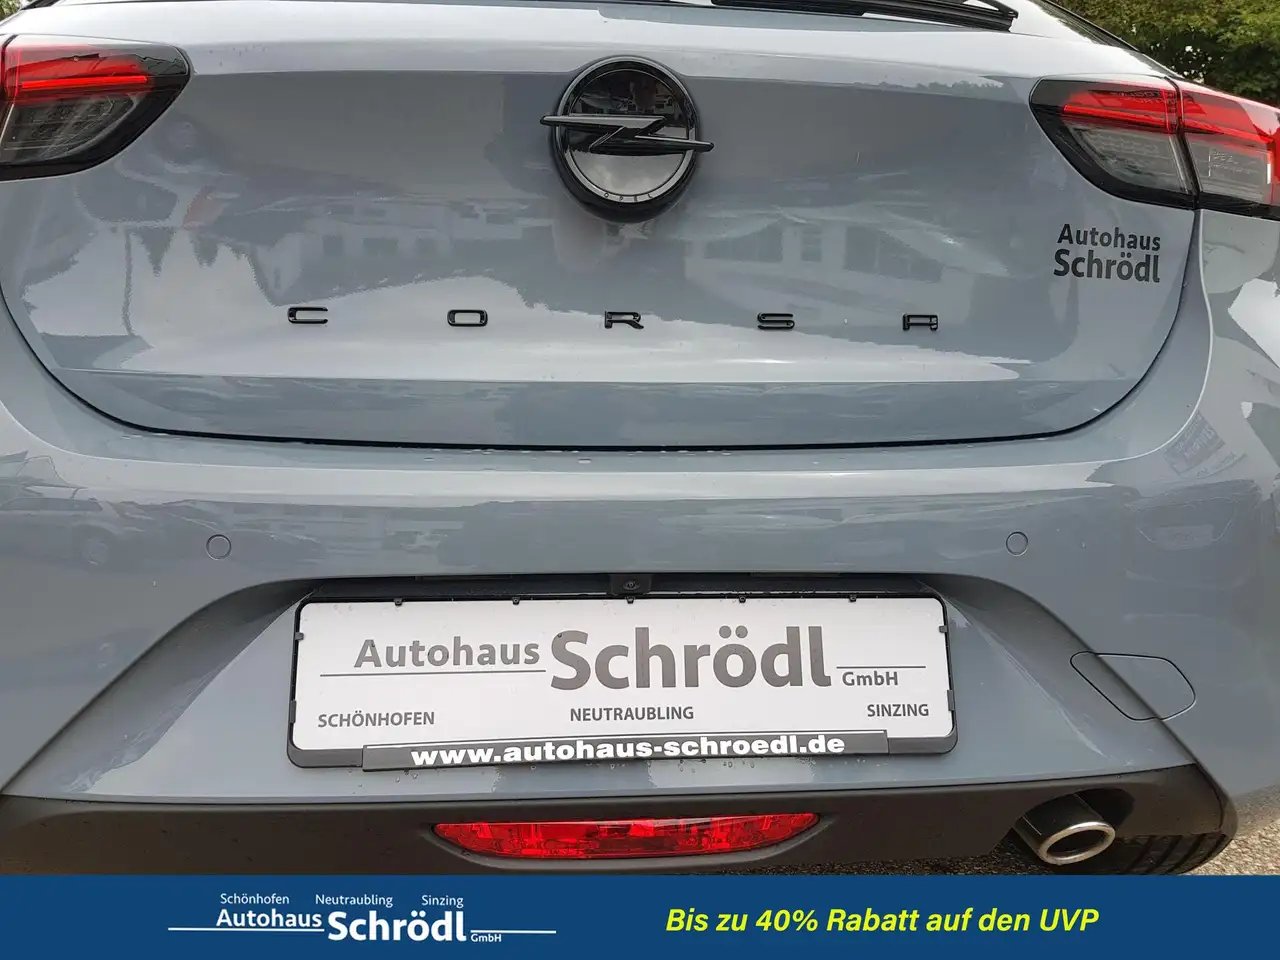 OPEL
CORSA
Autohaus
Schrödl
Autohaus Schrödl GmbH
SCHÖNHOFEN NEUTRAUBLING SINZING
www.autohaus-schroedl.de
Schönhofen Neutraubling Sinzing
Autohaus Schrödl GmbH
Bis zu 40% Rabatt auf den UVP